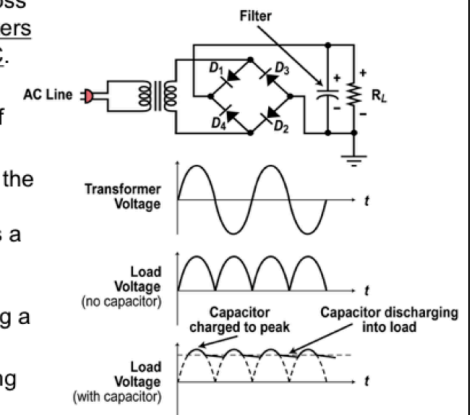 oss
ers
C.
f
the
s a
g a
ng
Filter
D1
D3
AC Line
+
+
RL
D4
D2
−
−
Transformer
Voltage
t
Load
Voltage
(no capacitor)
t
Capacitor
charged to peak
Capacitor discharging
into load
Load
Voltage
(with capacitor)
t